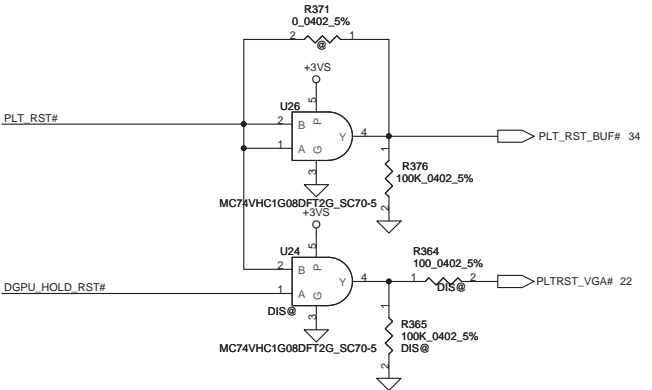 R371
0_0402_5%
2 1
@
+3VS
5
U26
PLT_RST#
2 B P
Y 4
PLT_RST_BUF# 34
1 A G
3
1
R376
100K_0402_5%
2
MC74VHC1G08DFT2G_SC70-5
+3VS
5
U24
R364
100_0402_5%
2 B P
Y 4
1 2
DIS@
PLTRST_VGA# 22
DGPU_HOLD_RST#
1 A G
3
DIS@
1
R365
100K_0402_5%
DIS@
2
MC74VHC1G08DFT2G_SC70-5